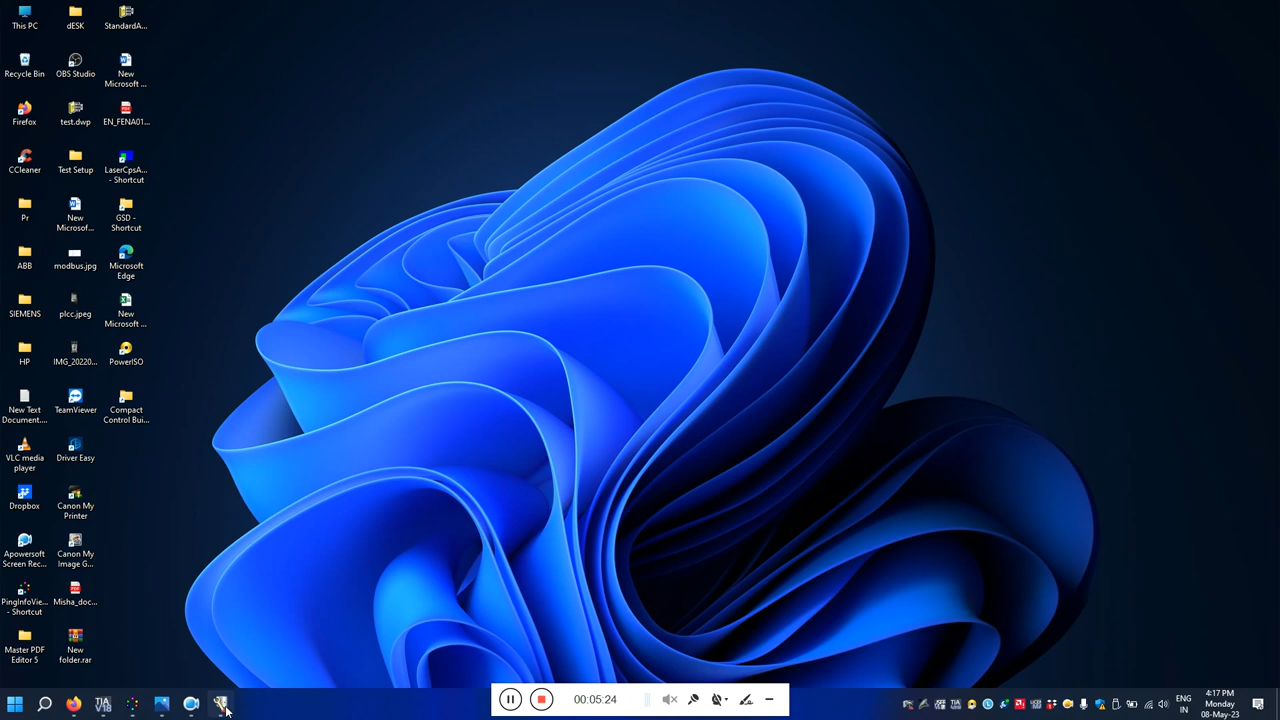 This PC
dESK
StandardA...
Recycle Bin
OBS Studio
New
Microsoft ...
Firefox
test.dwp
EN_FENA01...
CCleaner
Test Setup
LaserCpsA...
- Shortcut
Pr
New
Microsof...
GSD -
Shortcut
ABB
modbus.jpg
Microsoft
Edge
SIEMENS
plcc.jpeg
New
Microsoft ...
HP
IMG_20220...
PowerISO
New Text
Document....
TeamViewer
Compact
Control Bui...
VLC media
player
Driver Easy
Dropbox
Canon My
Printer
Apowersoft
Screen Rec...
Canon My
Image G...
PingInfoVie...
- Shortcut
Misha_doc...
Master PDF
Editor 5
New
folder.rar
00:05:24
ENG
IN
4:17 PM
Monday
08-May-23